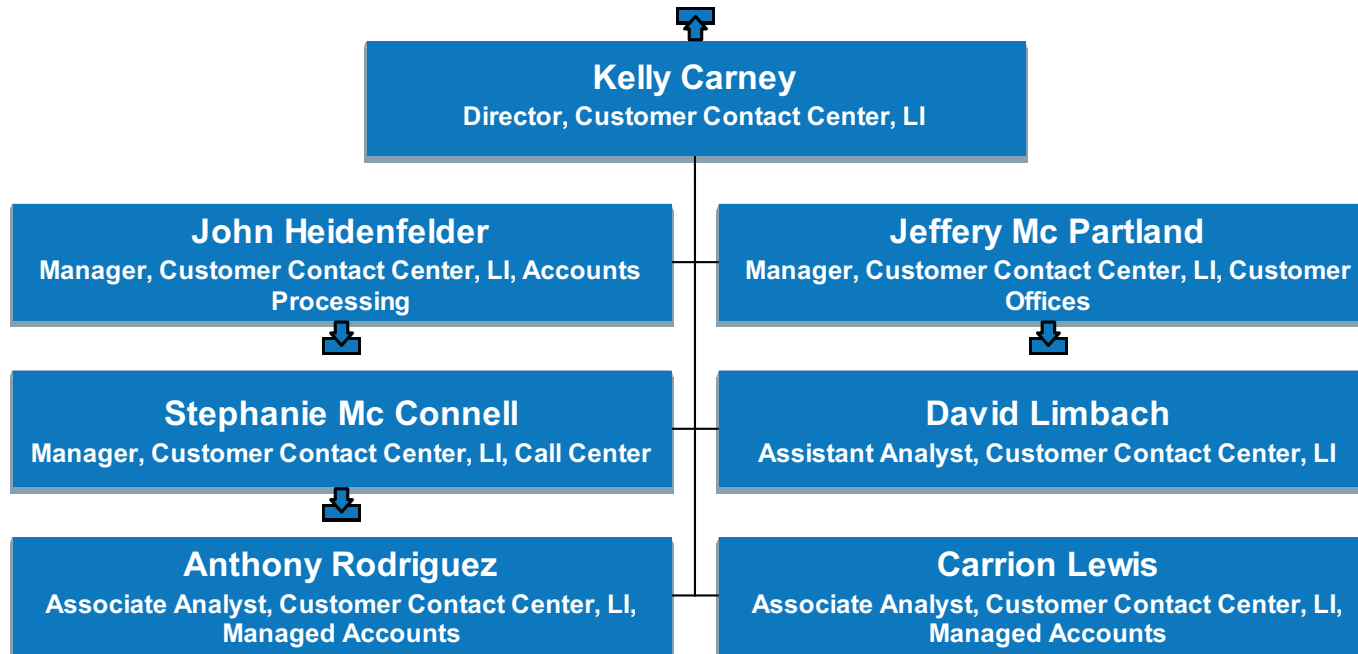 Kelly Carney
Director, Customer Contact Center, LI
John Heidenfelder
Manager, Customer Contact Center, LI, Accounts
Processing
Jeffery Mc Partland
Manager, Customer Contact Center, LI, Customer
Offices
Stephanie Mc Connell
Manager, Customer Contact Center, LI, Call Center
David Limbach
Assistant Analyst, Customer Contact Center, LI
Anthony Rodriguez
Associate Analyst, Customer Contact Center, LI,
Managed Accounts
Carrion Lewis
Associate Analyst, Customer Contact Center, LI,
Managed Accounts